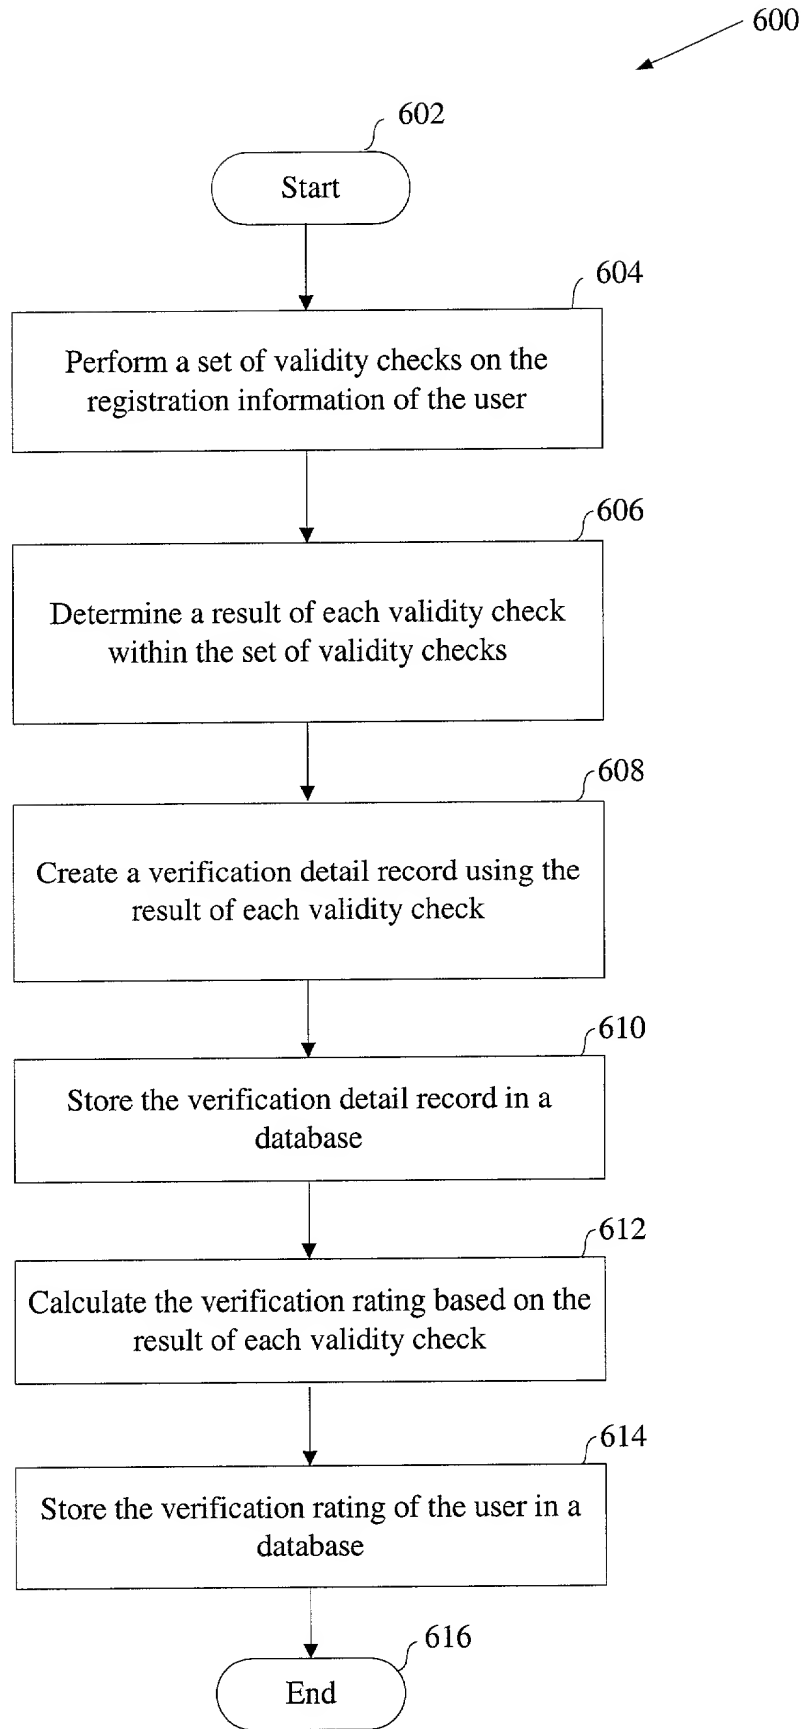 600
602
Start
604
Perform a set of validity checks on the
registration information of the user
606
Determine a result of each validity check
within the set of validity checks
608
Create a verification detail record using the
result of each validity check
610
Store the verification detail record in a
database
612
Calculate the verification rating based on the
result of each validity check
614
Store the verification rating of the user in a
database
616
End